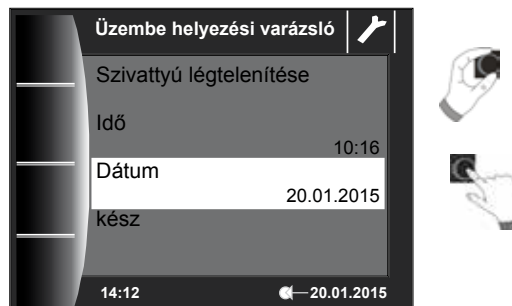 Üzembe helyezési varázsló
Szivattyú légtelenítése
Idő
10:16
Dátum
20.01.2015
kész
14:12
20.01.2015